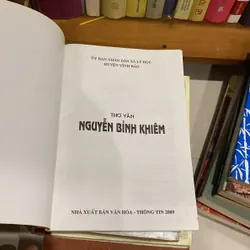 ỦY BAN NHÂN DÂN XÃ LÝ HỌC
HUYỆN VĨNH BẢO
THƠ VĂN
NGUYỄN BỈNH KHIÊM
NHÀ XUẤT BẢN VĂN HÓA - THÔNG TIN 2009